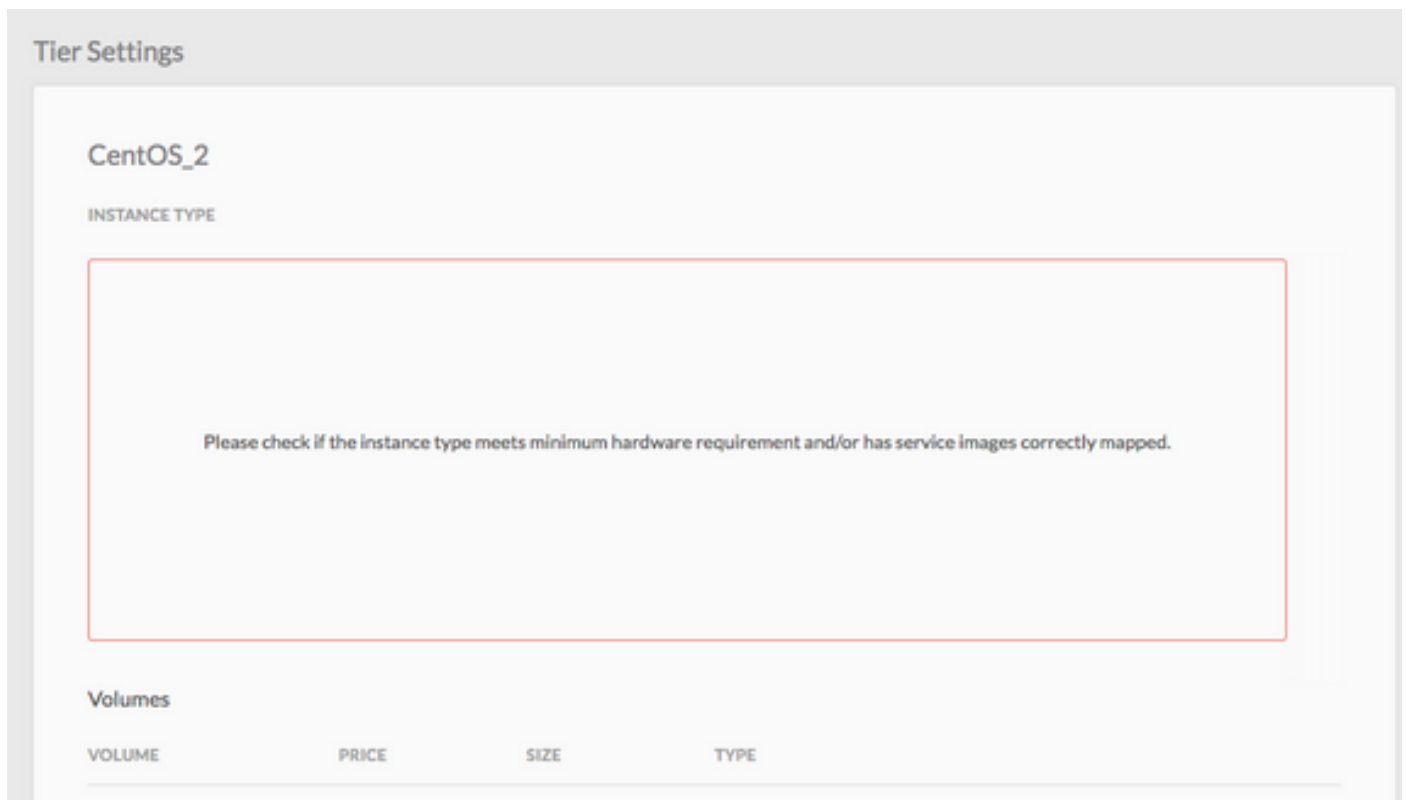 Tier Settings
CentOS_2
INSTANCE TYPE
Please check if the instance type meets minimum hardware requirement and/or has service images correctly mapped.
Volumes
VOLUME PRICE SIZE TYPE